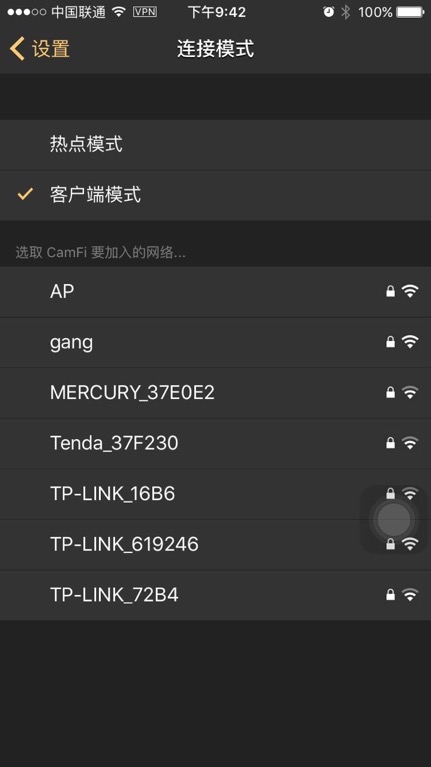 中国联通 VPN 下午9:42 100%
设置 连接模式
热点模式
客户端模式
选取 CamFi 要加入的网络...
AP
gang
MERCURY_37E0E2
Tenda_37F230
TP-LINK_16B6
TP-LINK_619246
TP-LINK_72B4